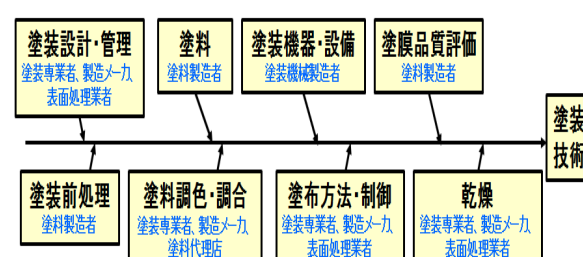 塗装設計・管理
塗装専業者、製造メーカ、
表面処理業者
塗料
塗料製造者
塗装機器・設備
塗装機械製造者
塗膜品質評価
塗料製造者
塗装
技術
塗装前処理
塗料製造者
塗料調色・調合
塗装専業者、製造メーカ、
塗料代理店
塗布方法・制御
塗装専業者、製造メーカ、
表面処理業者
乾燥
塗装専業者、製造メーカ、
表面処理業者